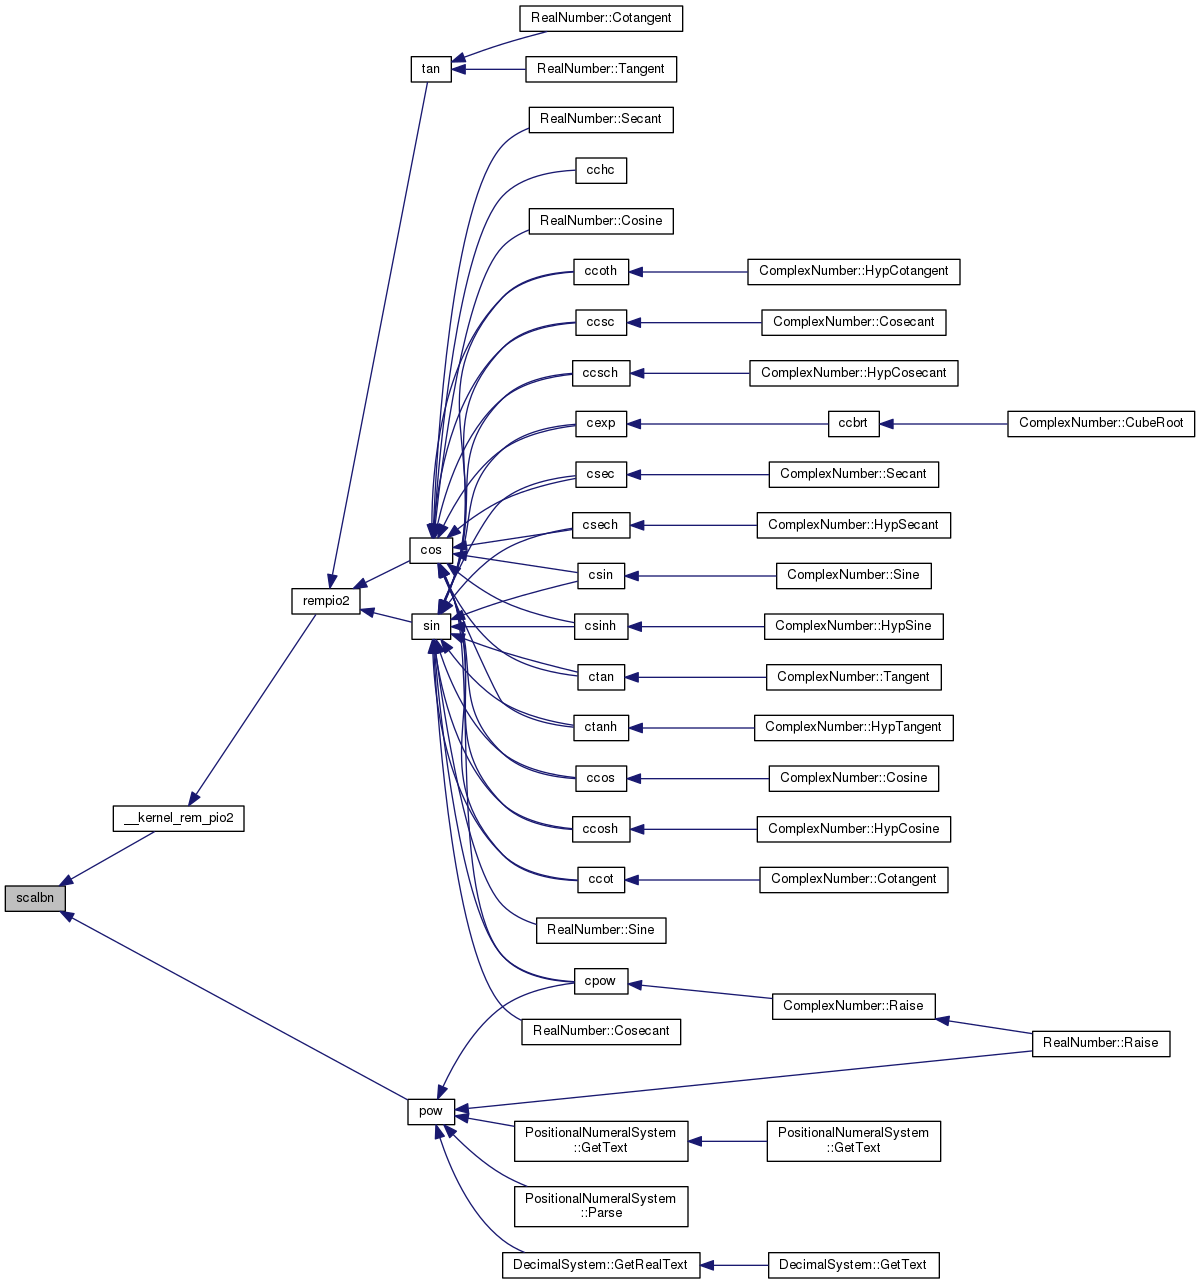 RealNumber::Cotangent
tan
RealNumber::Tangent
RealNumber::Secant
cchc
RealNumber::Cosine
ccoth
ComplexNumber::HypCotangent
ccsc
ComplexNumber::Cosecant
ccsch
ComplexNumber::HypCosecant
cexp
ccbrt
ComplexNumber::CubeRoot
csec
ComplexNumber::Secant
csech
ComplexNumber::HypSecant
cos
csin
ComplexNumber::Sine
rempio2
sin
csinh
ComplexNumber::HypSine
ctan
ComplexNumber::Tangent
ctanh
ComplexNumber::HypTangent
ccos
ComplexNumber::Cosine
__kernel_rem_pio2
ccosh
ComplexNumber::HypCosine
ccot
ComplexNumber::Cotangent
scalbn
RealNumber::Sine
cpow
ComplexNumber::Raise
RealNumber::Cosecant
RealNumber::Raise
pow
PositionalNumeralSystem
::GetText
PositionalNumeralSystem
::GetText
PositionalNumeralSystem
::Parse
DecimalSystem::GetRealText
DecimalSystem::GetText